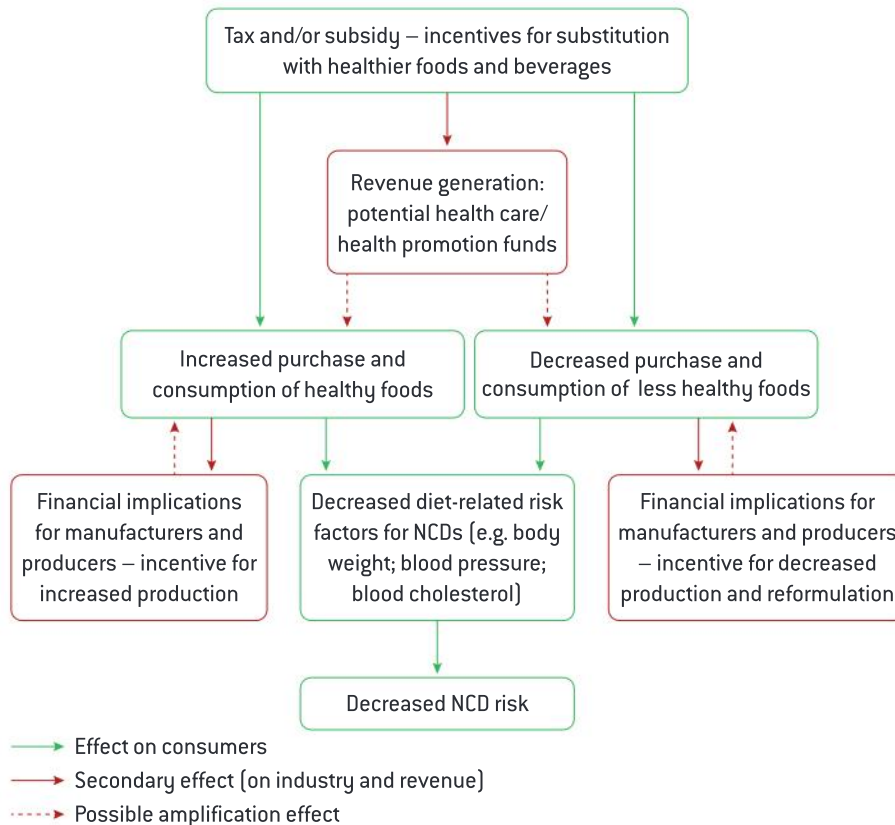 Tax and/or subsidy – incentives for substitution
with healthier foods and beverages
Revenue generation:
potential health care/
health promotion funds
Increased purchase and
consumption of healthy foods
Decreased purchase and
consumption of less healthy foods
Financial implications
for manufacturers and
producers – incentive for
increased production
Decreased diet-related risk
factors for NCDs (e.g. body
weight; blood pressure;
blood cholesterol)
Financial implications for
manufacturers and producers
– incentive for decreased
production and reformulation
Decreased NCD risk
Effect on consumers
Secondary effect (on industry and revenue)
Possible amplification effect